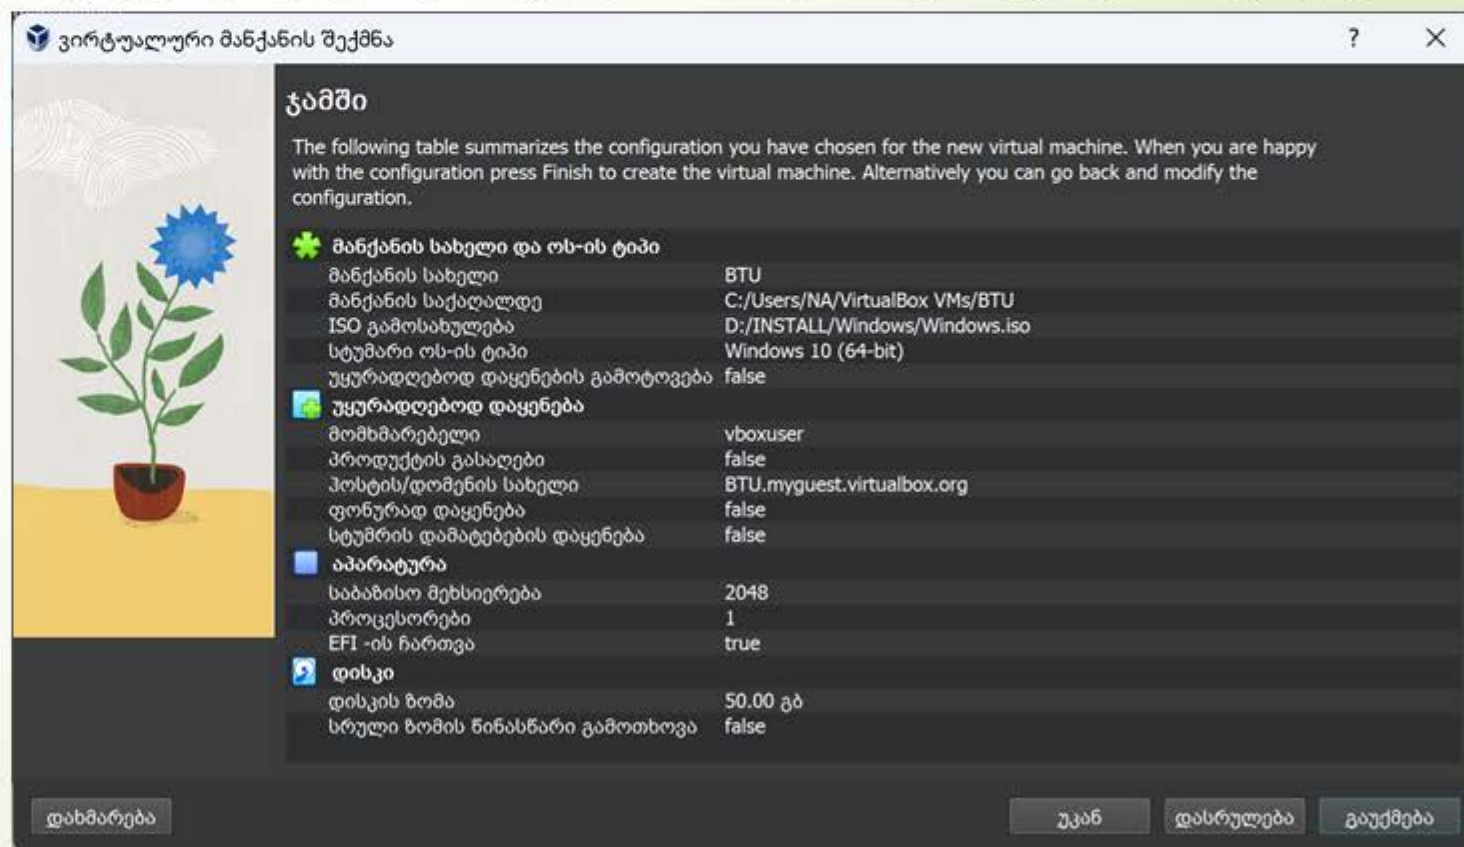 ვირტუალური მანქანის შექმნა
?
ჯამში
The following table summarizes the configuration you have chosen for the new virtual machine. When you are happy
with the configuration press Finish to create the virtual machine. Alternatively you can go back and modify the
configuration.
მანქანის სახელი და ოს-ის ტიპი
მანქანის სახელი BTU
მანქანის საქაღალდე C:/Users/NA/VirtualBox VMs/BTU
ISO გამოსახულება D:/INSTALL/Windows/Windows.iso
სტუმარი ოს-ის ტიპი Windows 10 (64-bit)
უყურადღებოდ დაყენების გამოტოვება false
უყურადღებოდ დაყენება
მომხმარებელი vboxuser
პროდუქტის გასაღები false
ჰოსტის/დომენის სახელი BTU.myguest.virtualbox.org
ფონურად დაყენება false
სტუმრის დამატებების დაყენება false
აპარატურა
საბაზისო მეხსიერება 2048
პროცესორები 1
EFI -ის ჩართვა true
დისკი
დისკის ზომა 50.00 გბ
სრული ზომის წინასწარი გამოთხოვა false
დახმარება უკან დასრულება გაუქმება